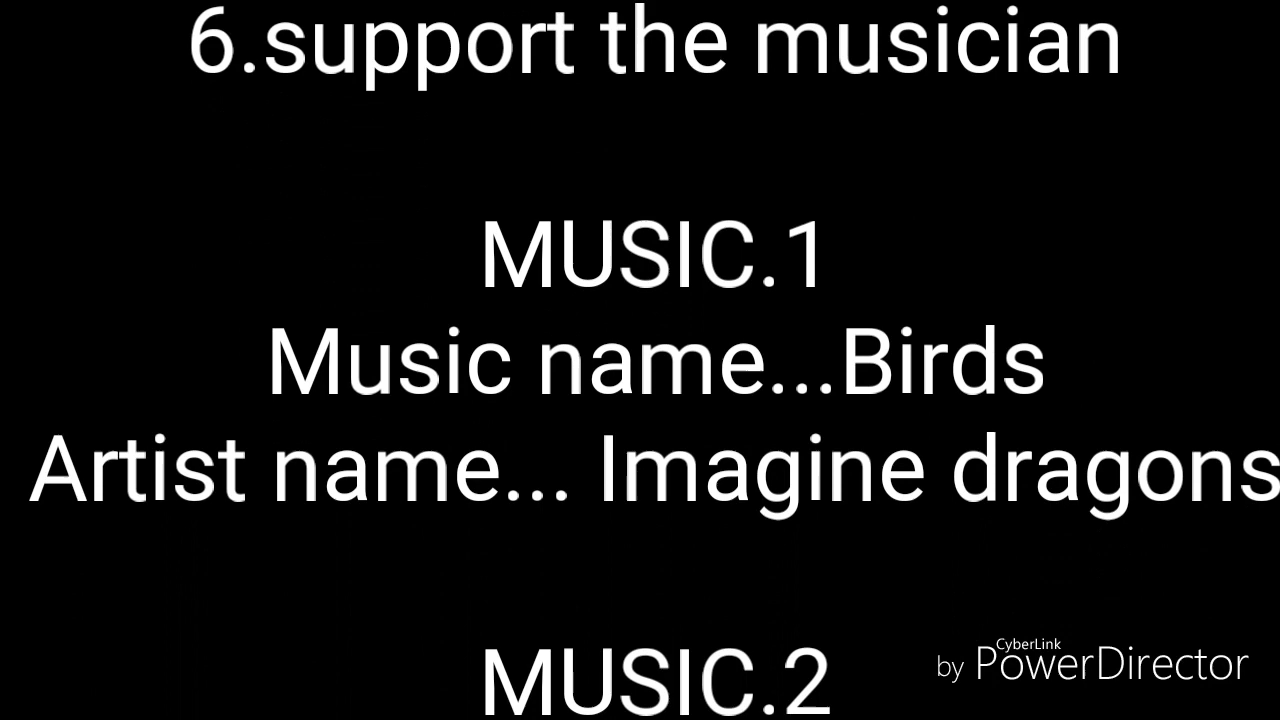 6.support the musician
MUSIC.1
Music name...Birds
Artist name... Imagine dragons
MUSIC.2
CyberLink
by PowerDirector